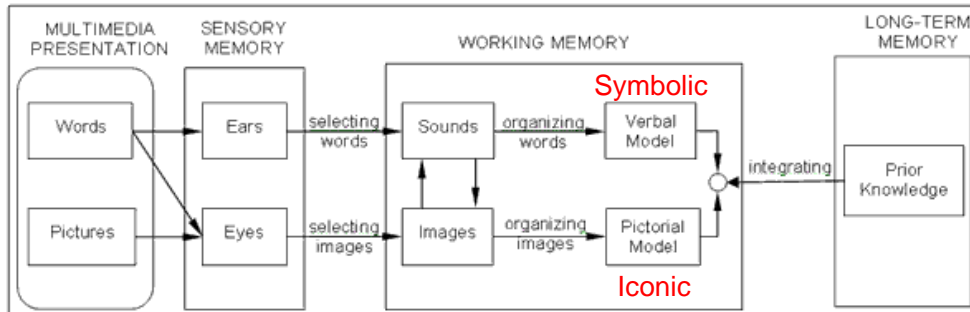 MULTIMEDIA
PRESENTATION
SENSORY
MEMORY
WORKING MEMORY
LONG-TERM
MEMORY
Symbolic
Words
Ears
selecting
words
Sounds
organizing
words
Verbal
Model
integrating
Prior
Knowledge
Pictures
Eyes
selecting
images
Images
organizing
images
Pictorial
Model
Iconic